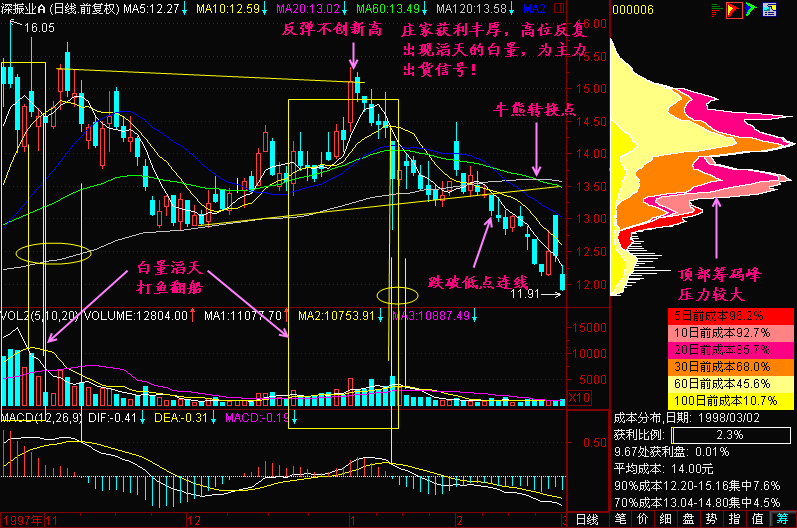 深振业A (日线.前复权) MA5:12.27↓ MA10:12.59↓ MA20:13.02↓ MA60:13.49↓ MA120:13.58↓ MA2
000006
16.05
反弹不创新高
庄家获利丰厚，高位反复
出现滔天的白量，为主力
出货信号！
16.00
15.00
14.50
14.00
13.50
13.00
12.50
12.00
牛熊转换点
白量滔天
打鱼翻船
跌破低点连线
11.91
顶部筹码峰
压力较大
VOL2(5,10,20) VOLUME:12804.00↑ MA1:11077.70↑ MA2:10753.91↓ MA3:10887.49↓
15000
10000
5000
X10
5日前成本96.2%
10日前成本92.7%
20日前成本85.7%
30日前成本68.0%
60日前成本45.6%
100日前成本10.7%
MACD(12,26,9) DIF:-0.41↓ DEA:-0.31↓ MACD:-0.19↓
0.50
成本分布,日期: 1998/03/02
获利比例: 2.3%
9.67处获利盘: 0.01%
平均成本: 14.00元
90%成本12.20-15.16集中7.6%
70%成本13.04-14.80集中4.5%
1997年11 12 1 2 3 日线
笔 价 细 盘 势 指 值 筹